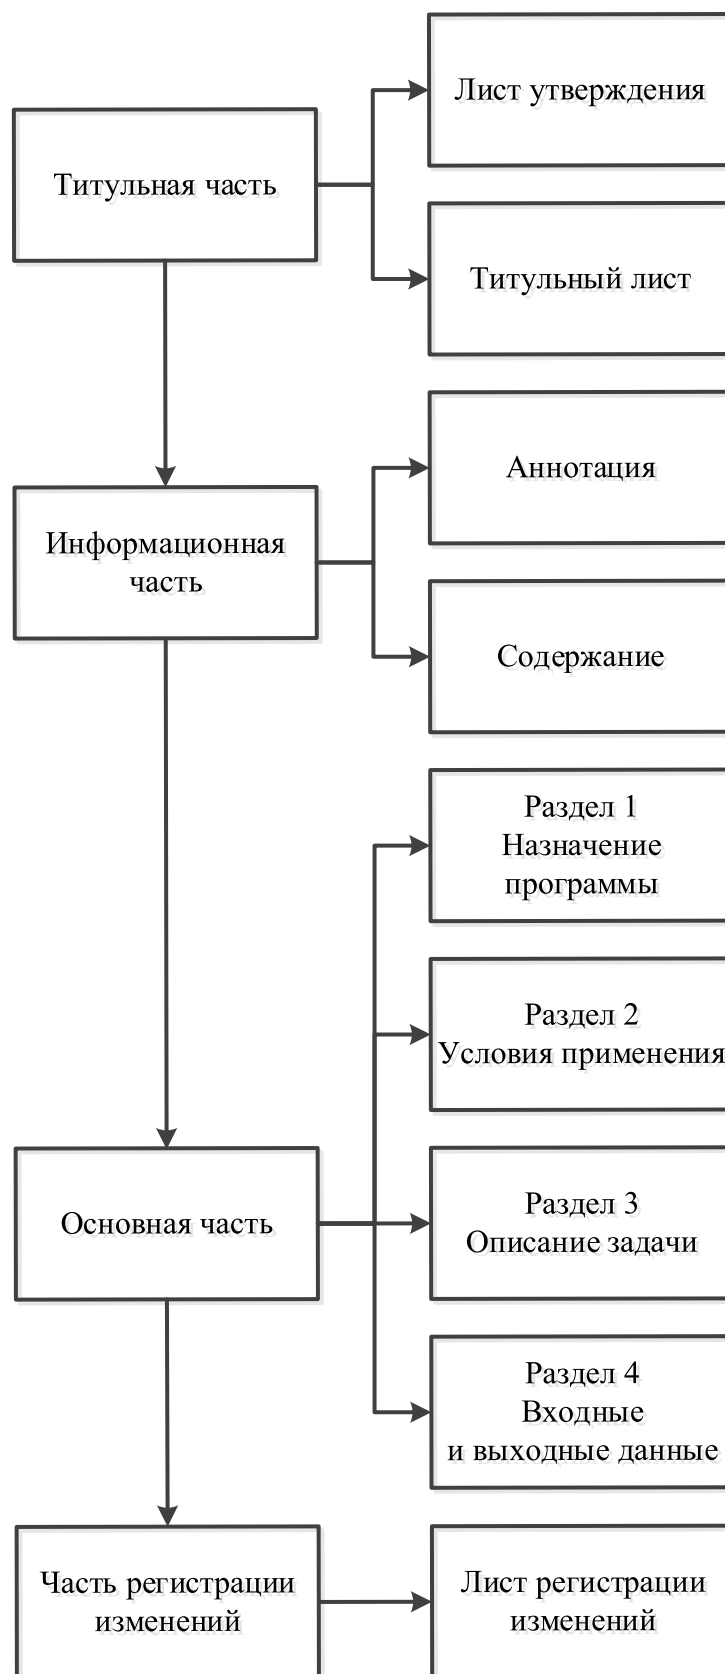 Титульная часть
Лист утверждения
Титульный лист
Информационная
часть
Аннотация
Содержание
Основная часть
Раздел 1
Назначение
программы
Раздел 2
Условия применения
Раздел 3
Описание задачи
Раздел 4
Входные
и выходные данные
Часть регистрации
изменений
Лист регистрации
изменений